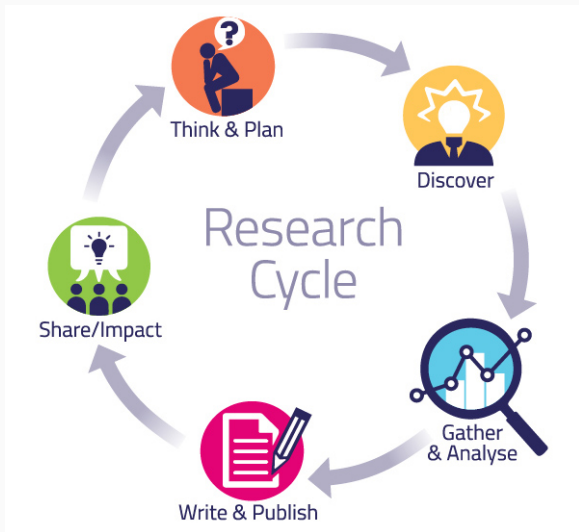 ?
Think & Plan
Discover
Research
Cycle
Share/Impact
Gather
& Analyse
Write & Publish